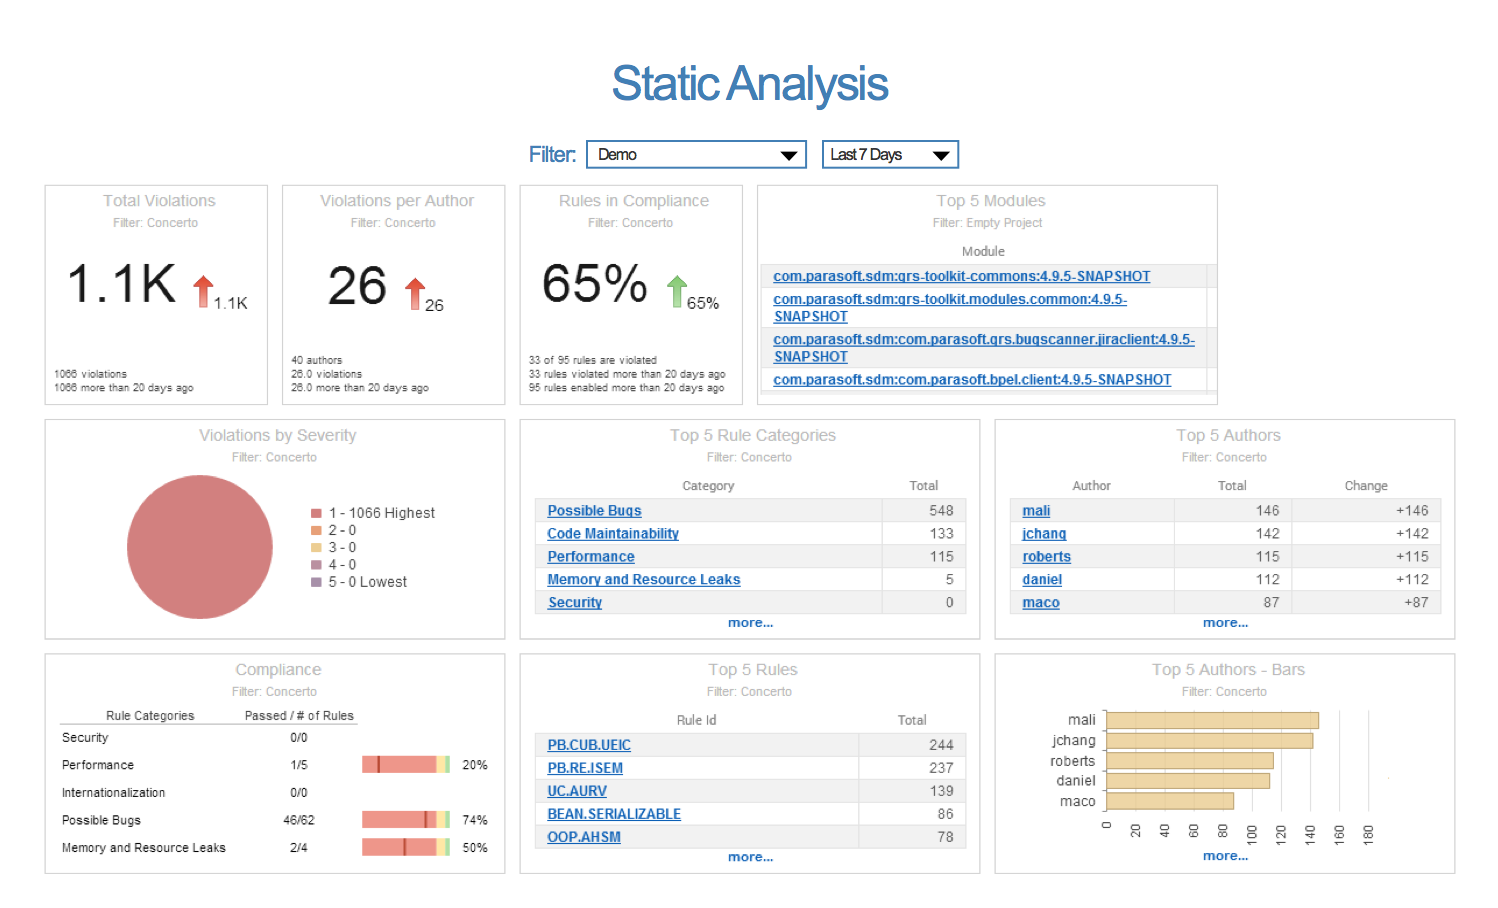 Static Analysis
Filter: Demo Last 7 Days
Total Violations
Filter: Concerto
1.1K 1.1K
1066 violations
1066 more than 20 days ago
Violations per Author
Filter: Concerto
26 26
40 authors
26.0 violations
26.0 more than 20 days ago
Rules in Compliance
Filter: Concerto
65% 65%
33 of 95 rules are violated
33 rules violated more than 20 days ago
95 rules enabled more than 20 days ago
Top 5 Modules
Filter: Empty Project
Module
com.parasoft.sdm:grs-toolkit-commons:4.9.5-SNAPSHOT
com.parasoft.sdm:grs-toolkit.modules.common:4.9.5-
SNAPSHOT
com.parasoft.sdm:com.parasoft.grs.bugscanner.jiraclient:4.9.5-
SNAPSHOT
com.parasoft.sdm:com.parasoft.bpel.client:4.9.5-SNAPSHOT
Violations by Severity
Filter: Concerto
1 - 1066 Highest
2 - 0
3 - 0
4 - 0
5 - 0 Lowest
Top 5 Rule Categories
Filter: Concerto
Category Total
Possible Bugs 548
Code Maintainability 133
Performance 115
Memory and Resource Leaks 5
Security 0
more...
Top 5 Authors
Filter: Concerto
Author Total Change
mali 146 +146
jchang 142 +142
roberts 115 +115
daniel 112 +112
maco 87 +87
more...
Compliance
Filter: Concerto
Rule Categories Passed / # of Rules
Security 0/0
Performance 1/5 20%
Internationalization 0/0
Possible Bugs 46/62 74%
Memory and Resource Leaks 2/4 50%
Top 5 Rules
Filter: Concerto
Rule Id Total
PB.CUB.UEIC 244
PB.RE.ISEM 237
UC.AURV 139
BEAN.SERIALIZABLE 86
OOP.AHSM 78
more...
Top 5 Authors - Bars
Filter: Concerto
mali
jchang
roberts
daniel
maco
0 20 40 60 80 100 120 140 160 180
more...